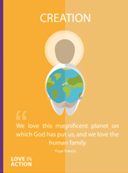 CREATION
“
We love this magnificent planet on
which God has put us, and we love the
human family
Pope Francis
LOVE IN
ACTION